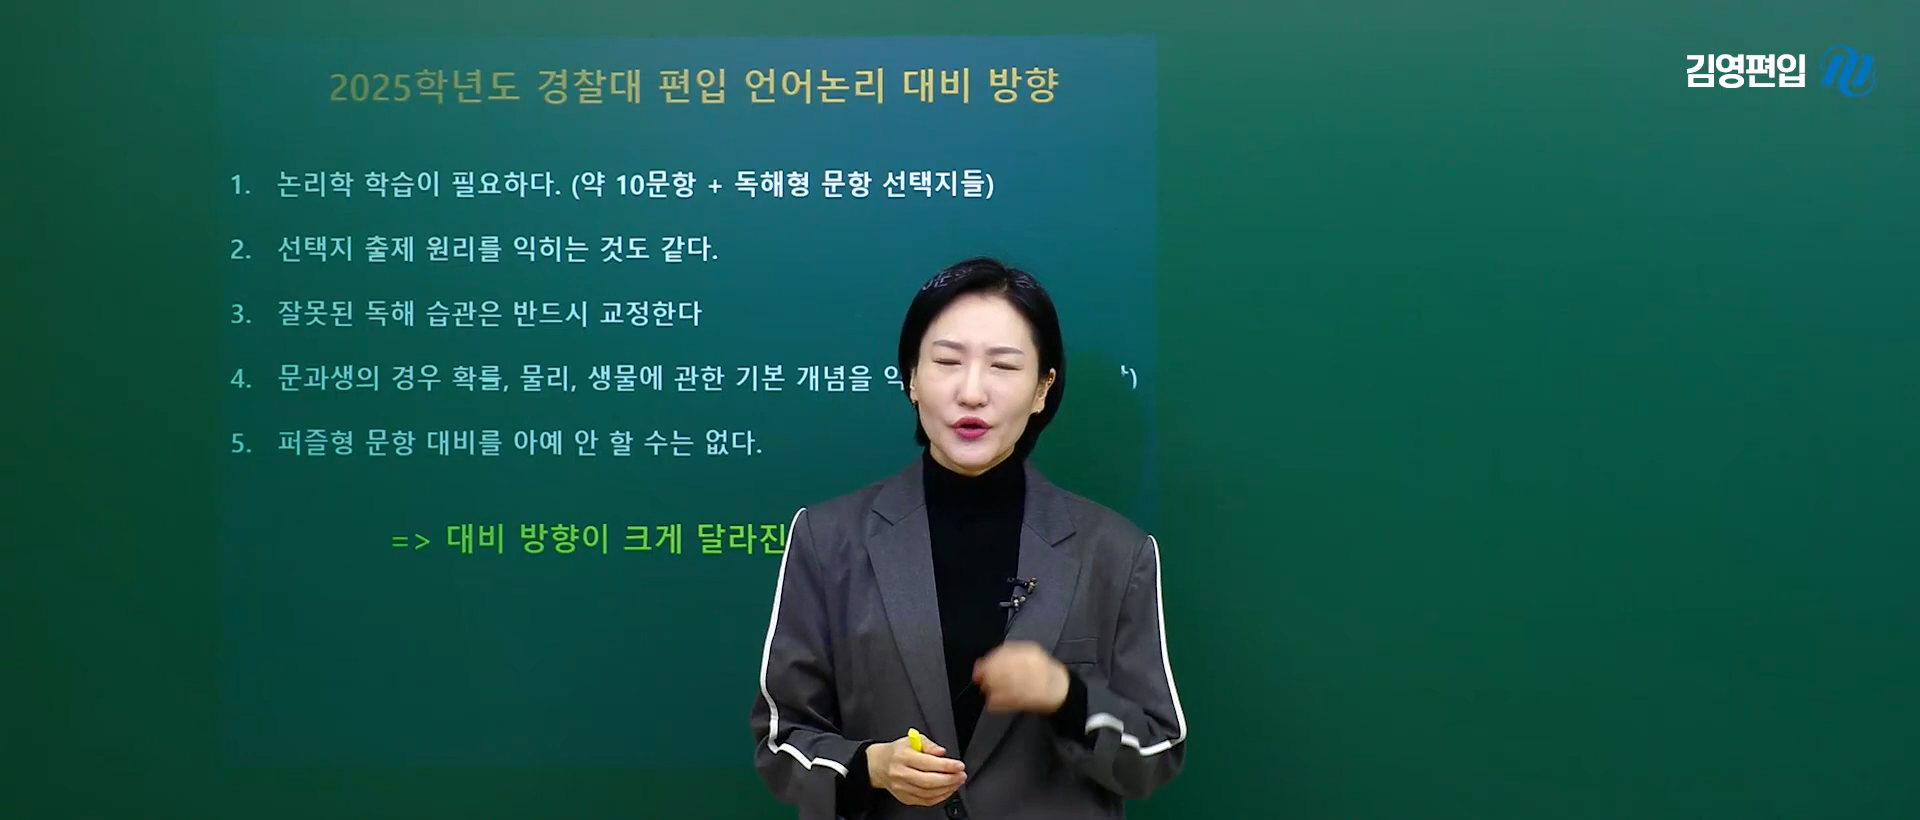 2025학년도 경찰대 편입 언어논리 대비 방향
김영편입
1. 논리학 학습이 필요하다. (약 10문항 + 독해형 문항 선택지들)
2. 선택지 출제 원리를 익히는 것도 같다.
3. 잘못된 독해 습관은 반드시 교정한다
4. 문과생의 경우 확률, 물리, 생물에 관한 기본 개념을
5. 퍼즐형 문항 대비를 아예 안 할 수는 없다.
=> 대비 방향이 크게 달라진